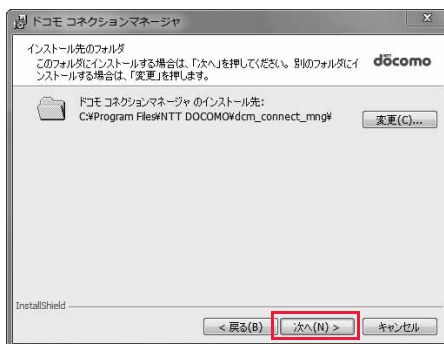 ドコモ コネクションマネージャ
X
インストール先のフォルダ
このフォルダにインストールする場合は、「次へ」を押してください。別のフォルダにイ
ンストールする場合は、「変更」を押します。
döcomo
ドコモ コネクションマネージャ のインストール先:
C:¥Program Files¥NTT DOCOMO¥dcm_connect_mng¥
変更(C)...
InstallShield
< 戻る(B)
次へ(N) >
キャンセル